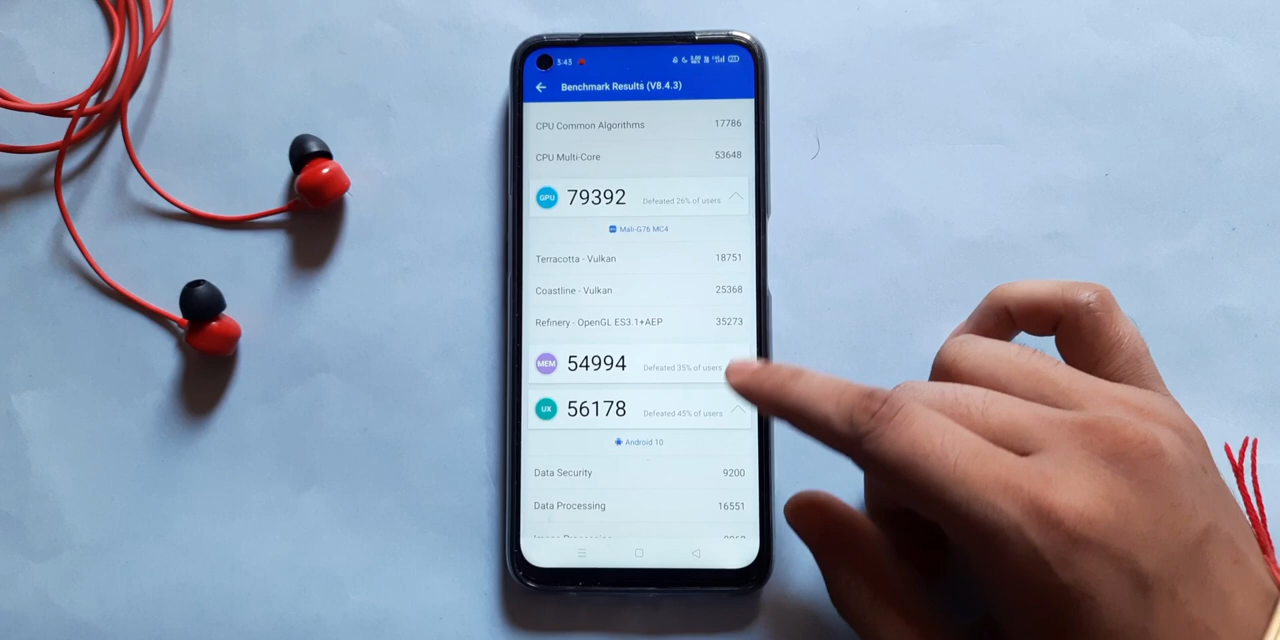 3:43
Benchmark Results (V8.4.3)
CPU Common Algorithms 17786
CPU Multi-Core 53648
GPU 79392 Defeated 26% of users
Mali-G76 MC4
Terracotta - Vulkan 18751
Coastline - Vulkan 25368
Refinery - OpenGL ES3.1+AEP 35273
MEM 54994 Defeated 35% of users
UX 56178 Defeated 45% of users
Android 10
Data Security 9200
Data Processing 16551